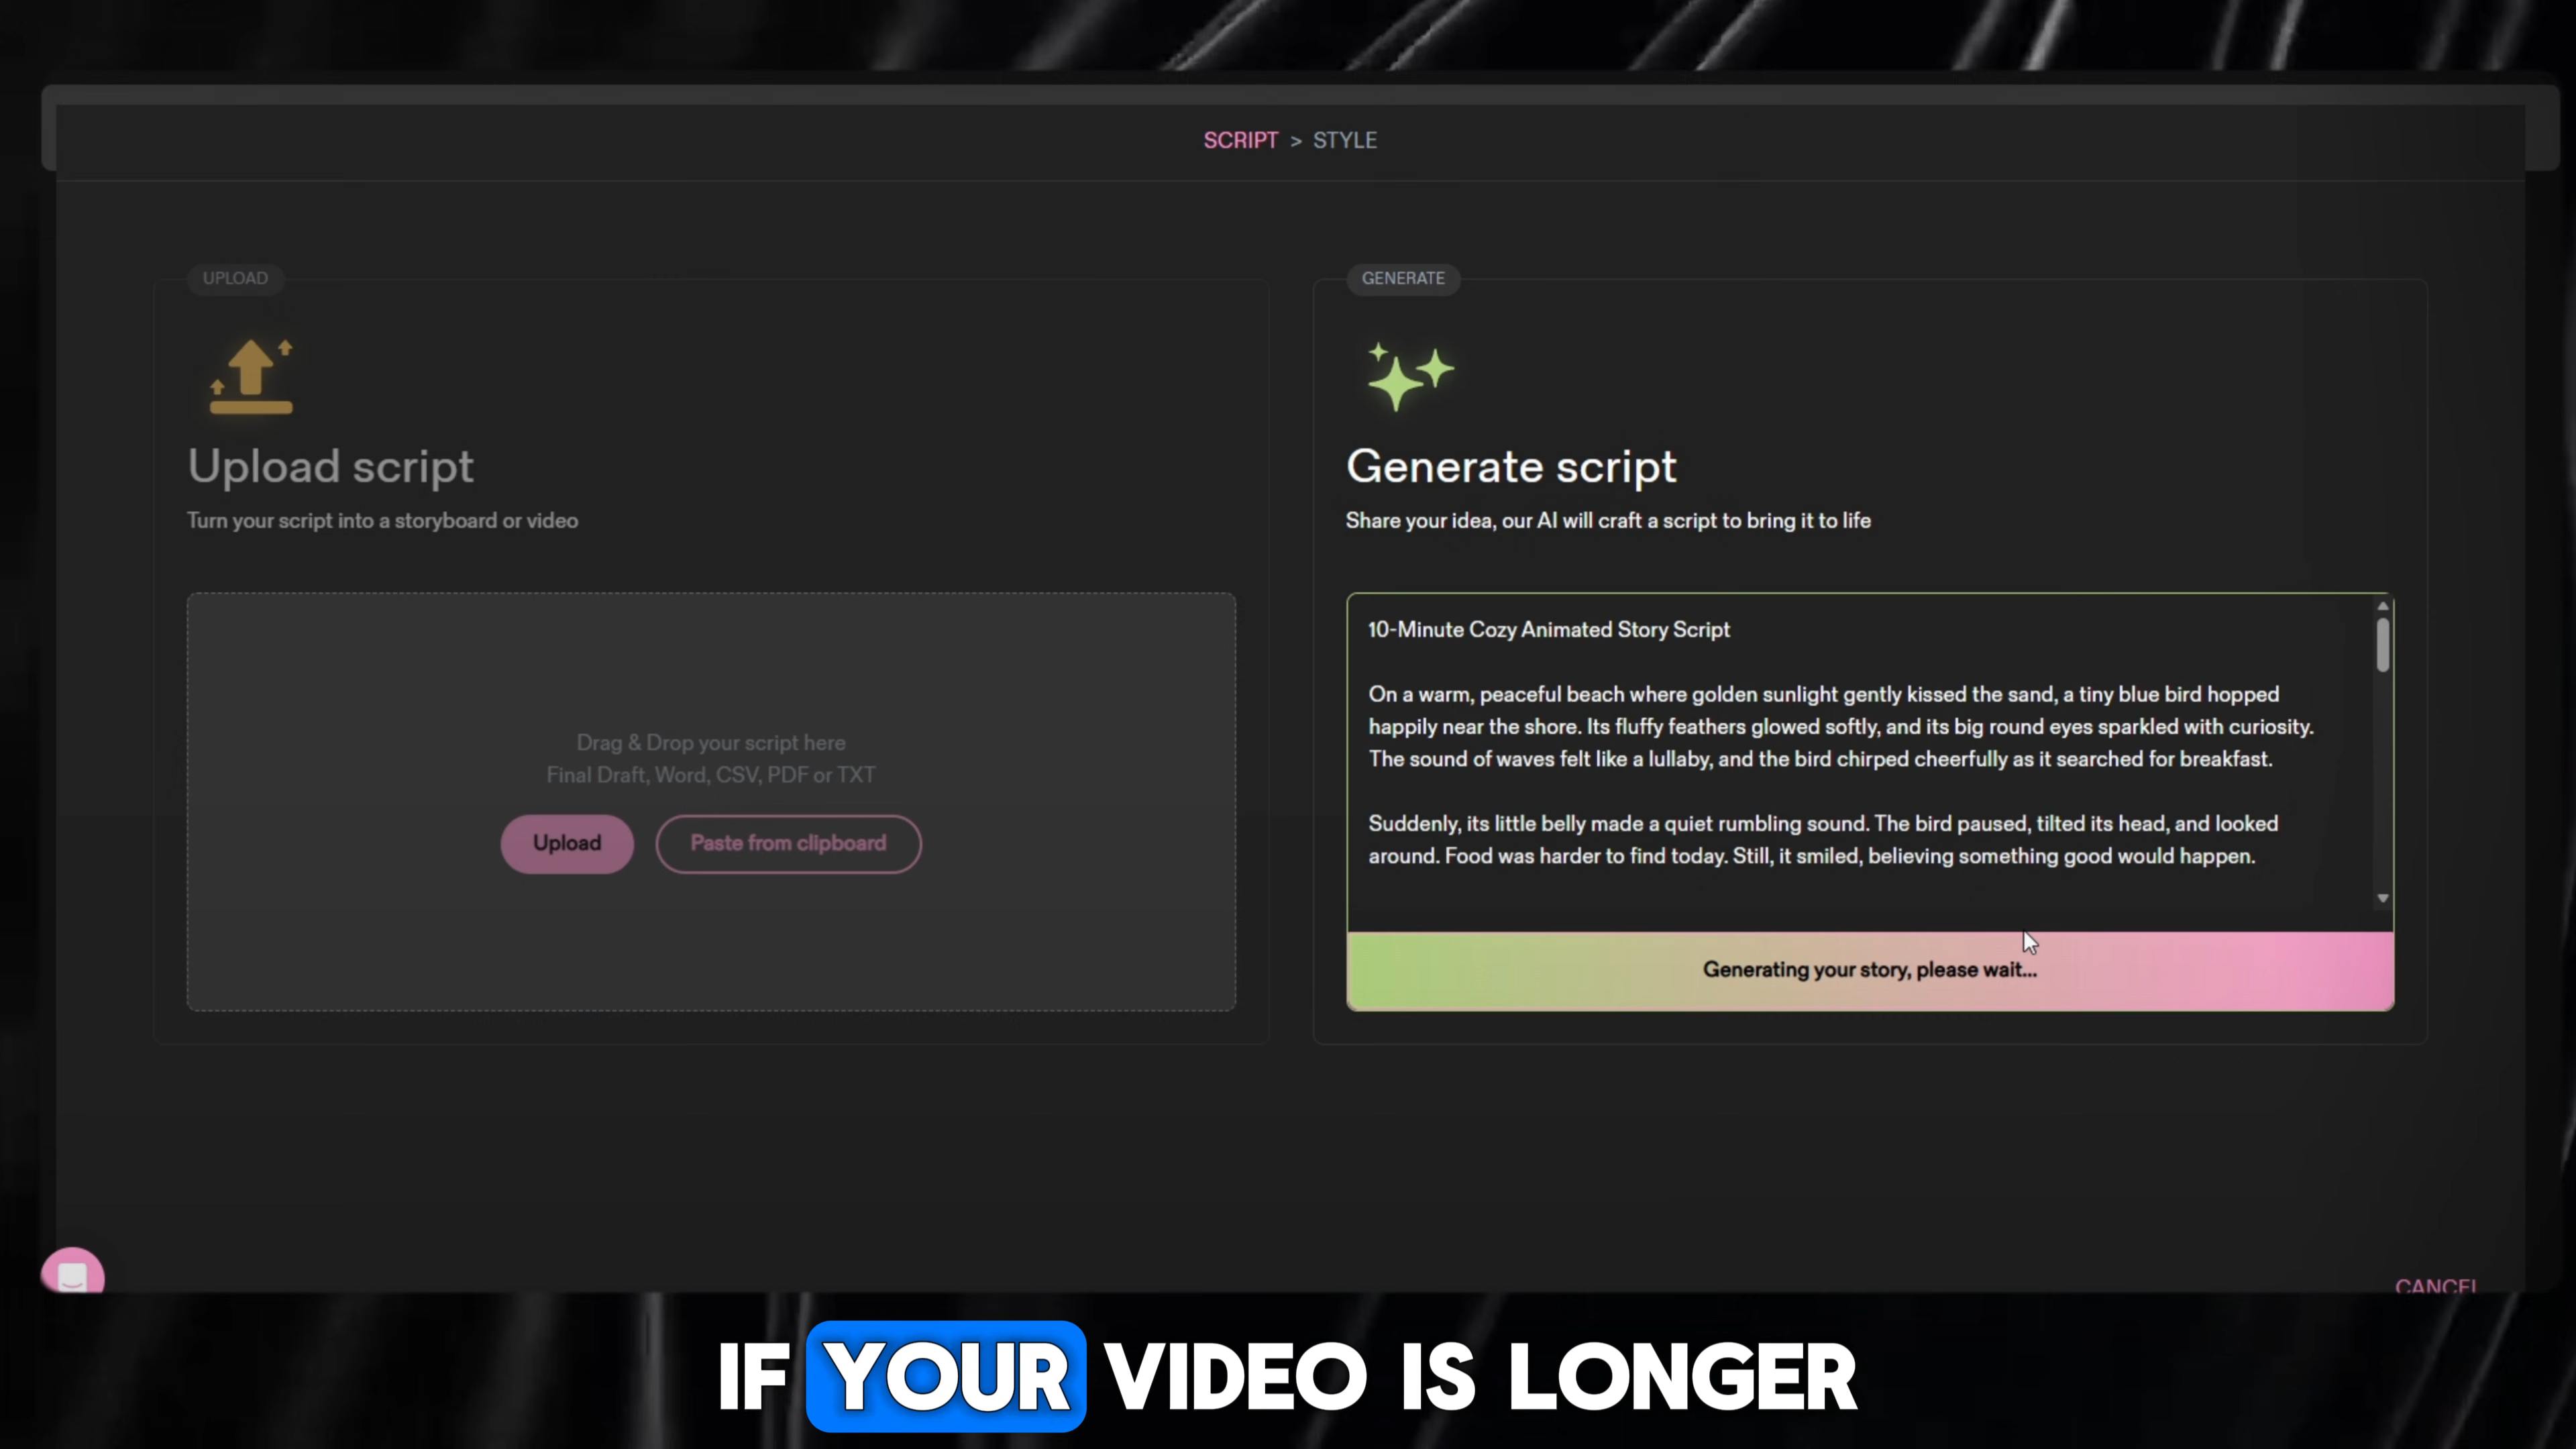 SCRIPT > STYLE
UPLOAD
Upload script
Turn your script into a storyboard or video
Drag & Drop your script here
Final Draft, Word, CSV, PDF or TXT
Upload
Paste from clipboard
GENERATE
Generate script
Share your idea, our AI will craft a script to bring it to life
10-Minute Cozy Animated Story Script
On a warm, peaceful beach where golden sunlight gently kissed the sand, a tiny blue bird hopped
happily near the shore. Its fluffy feathers glowed softly, and its big round eyes sparkled with curiosity.
The sound of waves felt like a lullaby, and the bird chirped cheerfully as it searched for breakfast.
Suddenly, its little belly made a quiet rumbling sound. The bird paused, tilted its head, and looked
around. Food was harder to find today. Still, it smiled, believing something good would happen.
Generating your story, please wait...
CANCEL
IF YOUR VIDEO IS LONGER